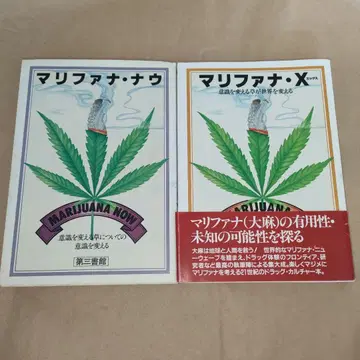 マリファナ・ナウ
MARIJUANA NOW
意識を変える草についての
意識を変える
第三書館
マリファナ・X
意識を変える草が世界を変える
MARIJUANA
マリファナ(大麻)の有用性・
未知の可能性を探る
大麻は地球と人間を救う!
世界的なマリファナ・ニュ
ーウェーブを踏まえ、ドラッグ体験のフロンティア、研
究者など最高の執筆陣による集大成。楽しくマジメに
マリファナを考える21世紀のドラッグ・カルチャー本。